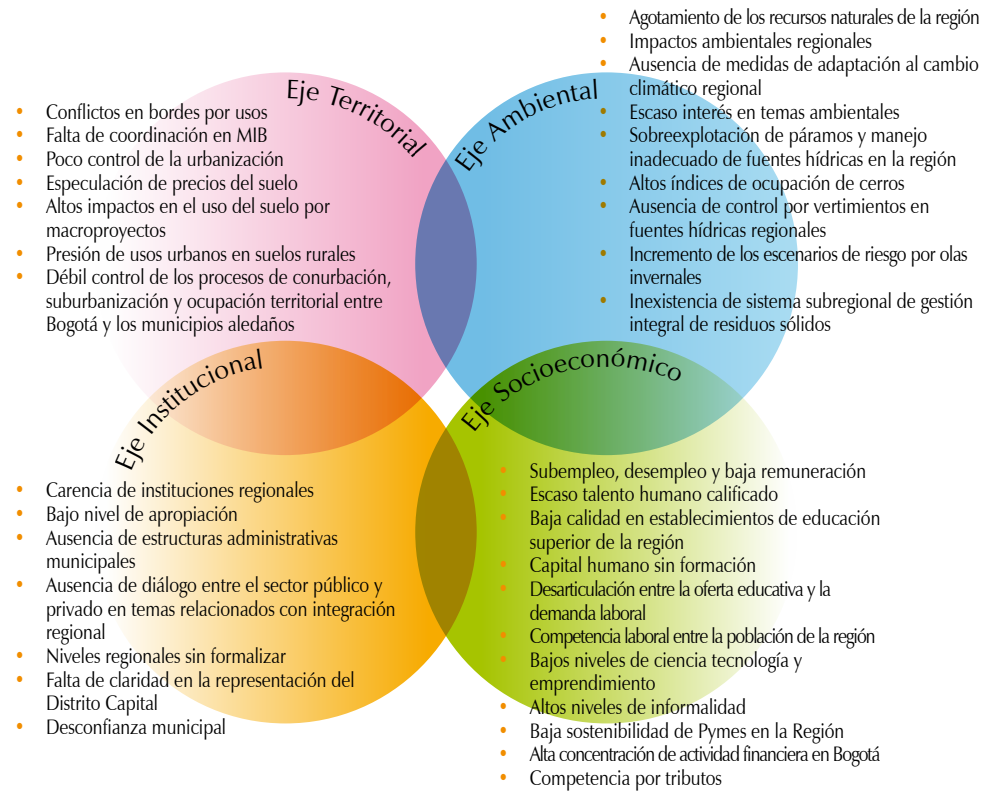 Eje Territorial
• Conflictos en bordes por usos
• Falta de coordinación en MIB
• Poco control de la urbanización
• Especulación de precios del suelo
• Altos impactos en el uso del suelo por
macroproyectos
• Presión de usos urbanos en suelos rurales
• Débil control de los procesos de conurbación,
suburbanización y ocupación territorial entre
Bogotá y los municipios aledaños
Eje Ambiental
• Agotamiento de los recursos naturales de la región
• Impactos ambientales regionales
• Ausencia de medidas de adaptación al cambio
climático regional
• Escaso interés en temas ambientales
• Sobreexplotación de páramos y manejo
inadecuado de fuentes hídricas en la región
• Altos índices de ocupación de cerros
• Ausencia de control por vertimientos en
fuentes hídricas regionales
• Incremento de los escenarios de riesgo por olas
invernales
• Inexistencia de sistema subregional de gestión
integral de residuos sólidos
Eje Institucional
• Carencia de instituciones regionales
• Bajo nivel de apropiación
• Ausencia de estructuras administrativas
municipales
• Ausencia de diálogo entre el sector público y
privado en temas relacionados con integración
regional
• Niveles regionales sin formalizar
• Falta de claridad en la representación del
Distrito Capital
• Desconfianza municipal
Eje Socioeconómico
• Subempleo, desempleo y baja remuneración
• Escaso talento humano calificado
• Baja calidad en establecimientos de educación
superior de la región
• Capital humano sin formación
• Desarticulación entre la oferta educativa y la
demanda laboral
• Competencia laboral entre la población de la región
• Bajos niveles de ciencia tecnología y
emprendimiento
• Altos niveles de informalidad
• Baja sostenibilidad de Pymes en la Región
• Alta concentración de actividad financiera en Bogotá
• Competencia por tributos